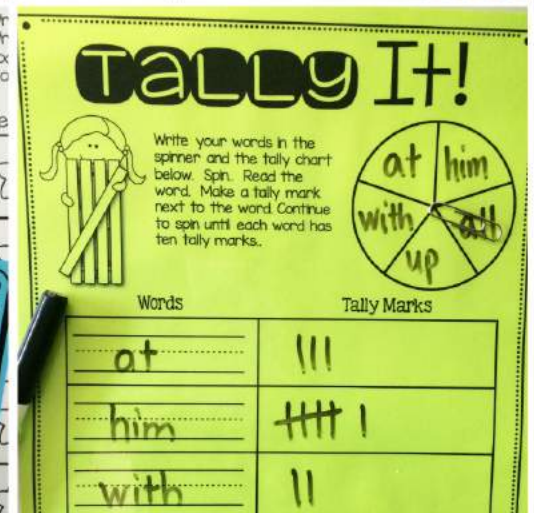 Tally It!
Write your words in the
spinner and the tally chart
below. Spin. Read the
word. Make a tally mark
next to the word. Continue
to spin until each word has
ten tally marks..
at him
with all
up
Words Tally Marks
at
him
with